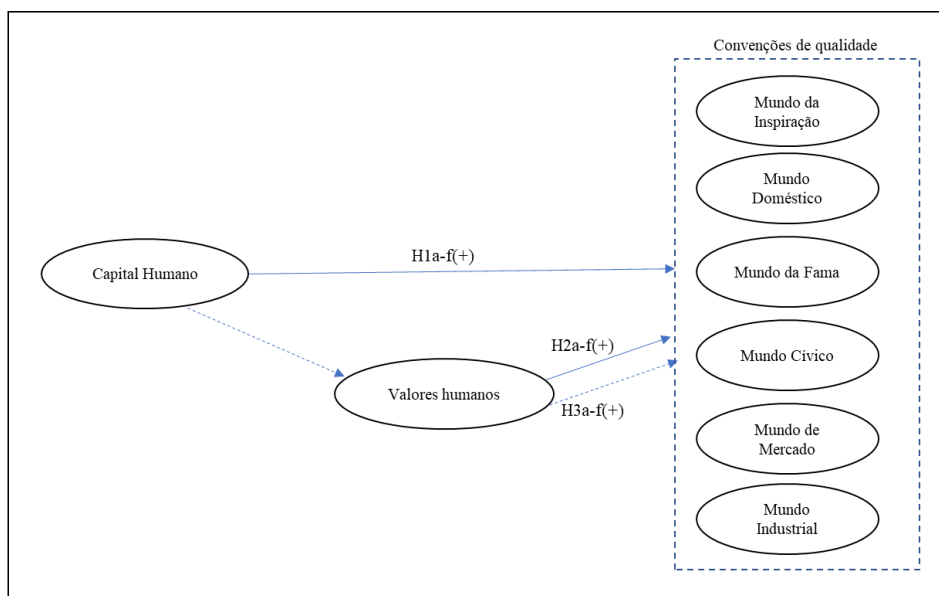 Convenções de qualidade
Mundo da
Inspiração
Mundo
Doméstico
H1a-f(+)
Capital Humano
Mundo da Fama
H2a-f(+)
Mundo Cívico
Valores humanos
H3a-f(+)
Mundo de
Mercado
Mundo
Industrial